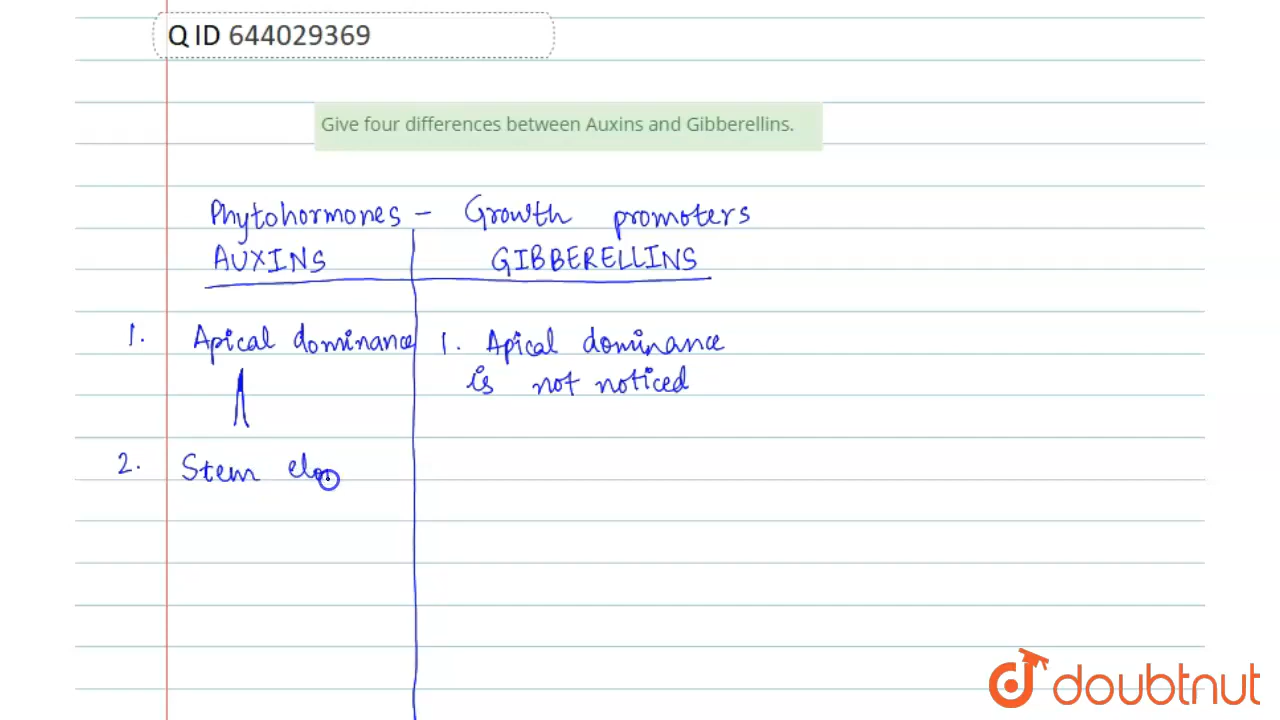 Q ID 644029369
Give four differences between Auxins and Gibberellins.
Phytohormones - Growth promoters
AUXINS GIBBERELLINS
1. Apical dominance 1. Apical dominance
is not noticed
2. Stem elon
doubtnut